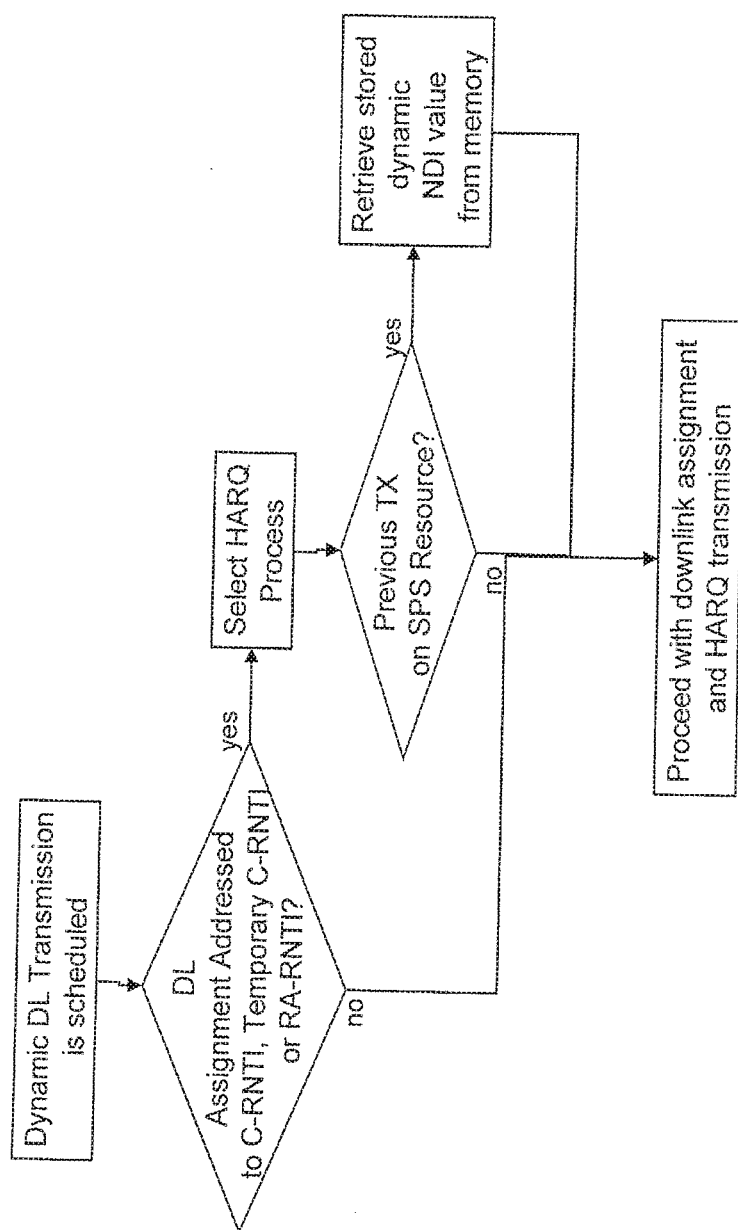 Dynamic DL Transmission
is scheduled
DL
Assignment Addressed
to C-RNTI, Temporary C-RNTI
or RA-RNTI?
yes
no
Select HARQ
Process
Previous TX
on SPS Resource?
yes
no
Retrieve stored
dynamic
NDI value
from memory
Proceed with downlink assignment
and HARQ transmission